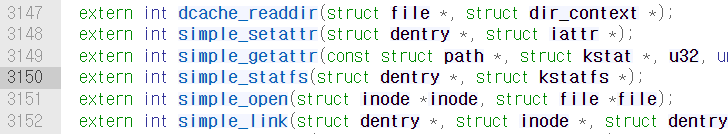 3147 extern int dcache_readdir(struct file *, struct dir_context *);
3148 extern int simple_setattr(struct dentry *, struct iattr *);
3149 extern int simple_getattr(const struct path *, struct kstat *, u32, un
3150 extern int simple_statfs(struct dentry *, struct kstatfs *);
3151 extern int simple_open(struct inode *inode, struct file *file);
3152 extern int simple_link(struct dentry *, struct inode *, struct dentry